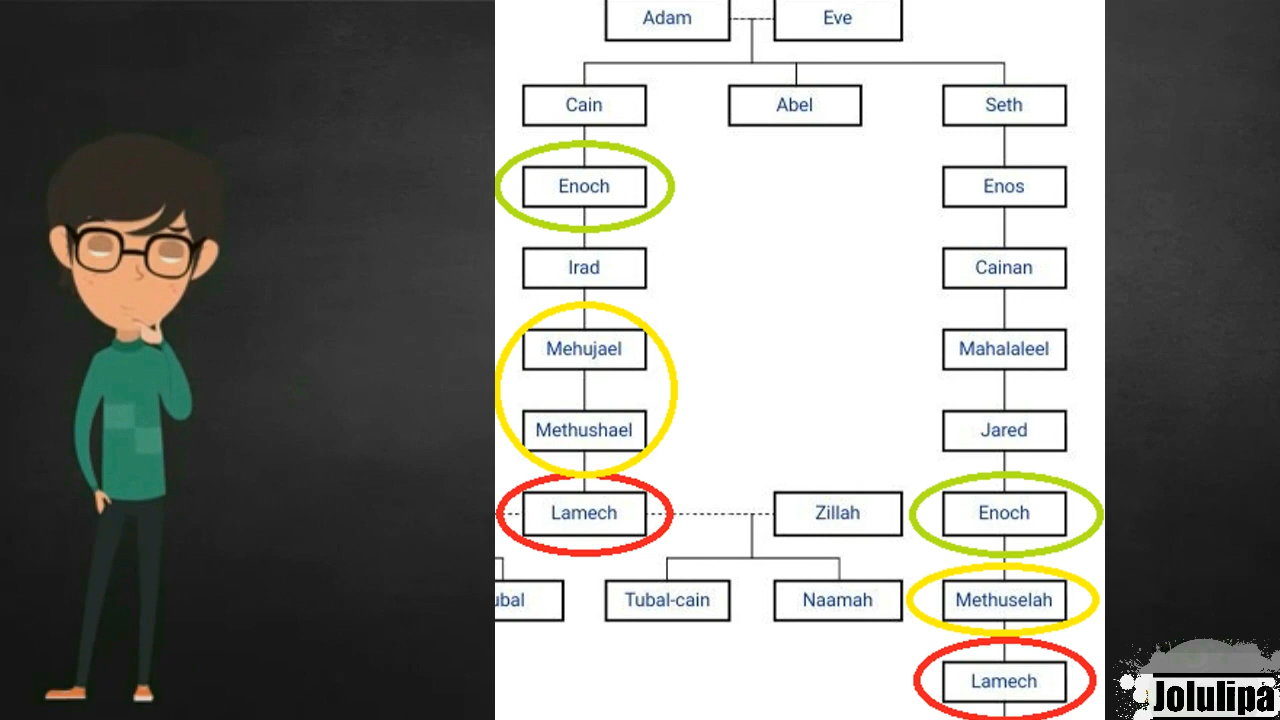 Adam Eve
Cain Abel Seth
Enoch Enos
Irad Cainan
Mehujael Mahalaleel
Methushael Jared
Lamech Zillah Enoch
ubal Tubal-cain Naamah Methuselah
Lamech
Jolulipa